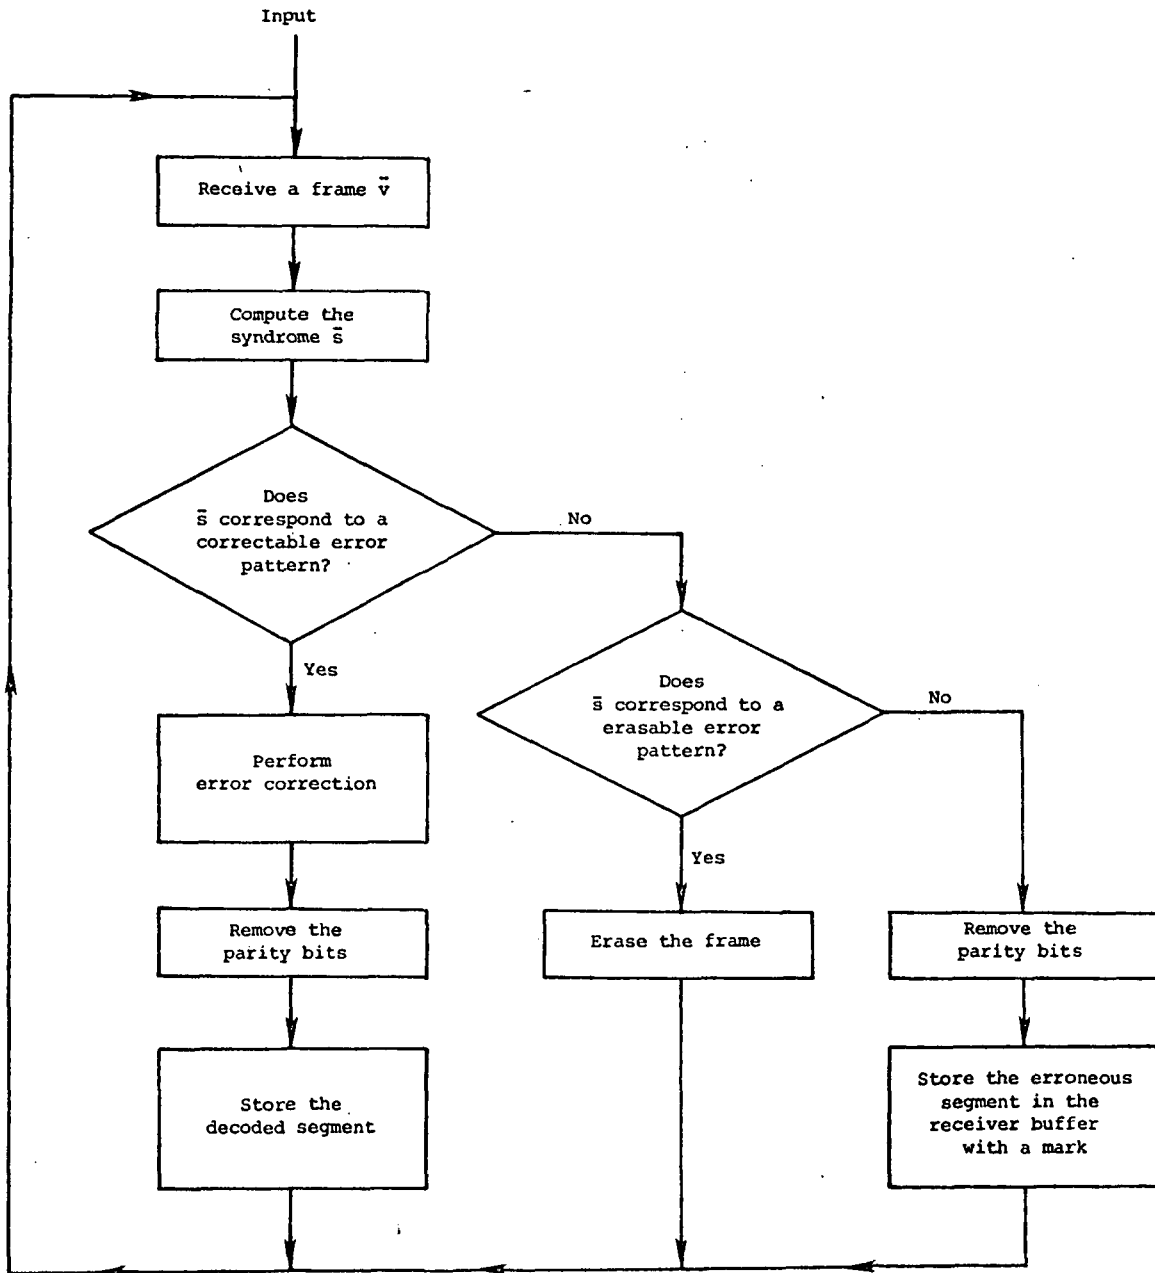 Input
Receive a frame v̄
Compute the
syndrome s̄
Does
s̄ correspond to a
correctable error
pattern?
No
Yes
Does
s̄ correspond to a
erasable error
pattern?
No
Yes
Perform
error correction
Remove the
parity bits
Erase the frame
Remove the
parity bits
Store the
decoded segment
Store the erroneous
segment in the
receiver buffer
with a mark